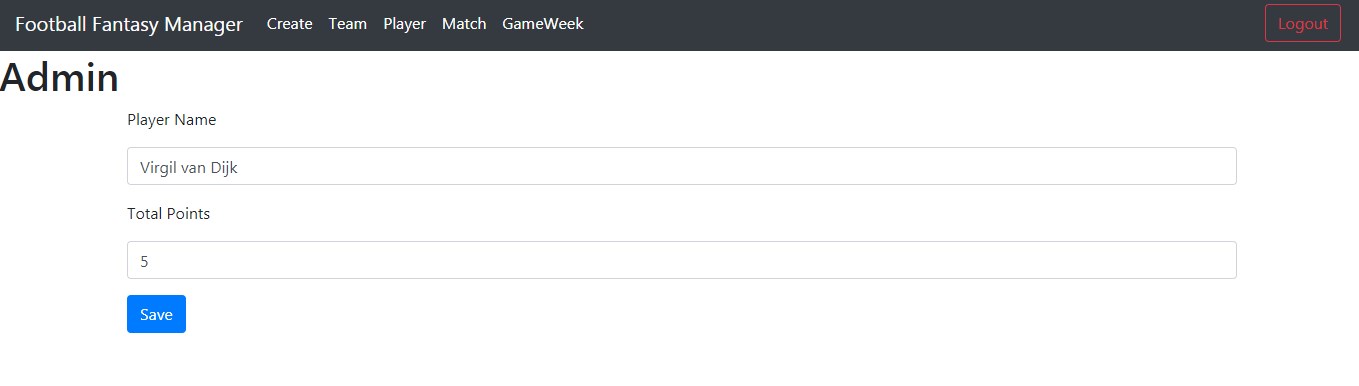 Football Fantasy Manager Create Team Player Match GameWeek Logout
Admin
Player Name
Virgil van Dijk
Total Points
5
Save